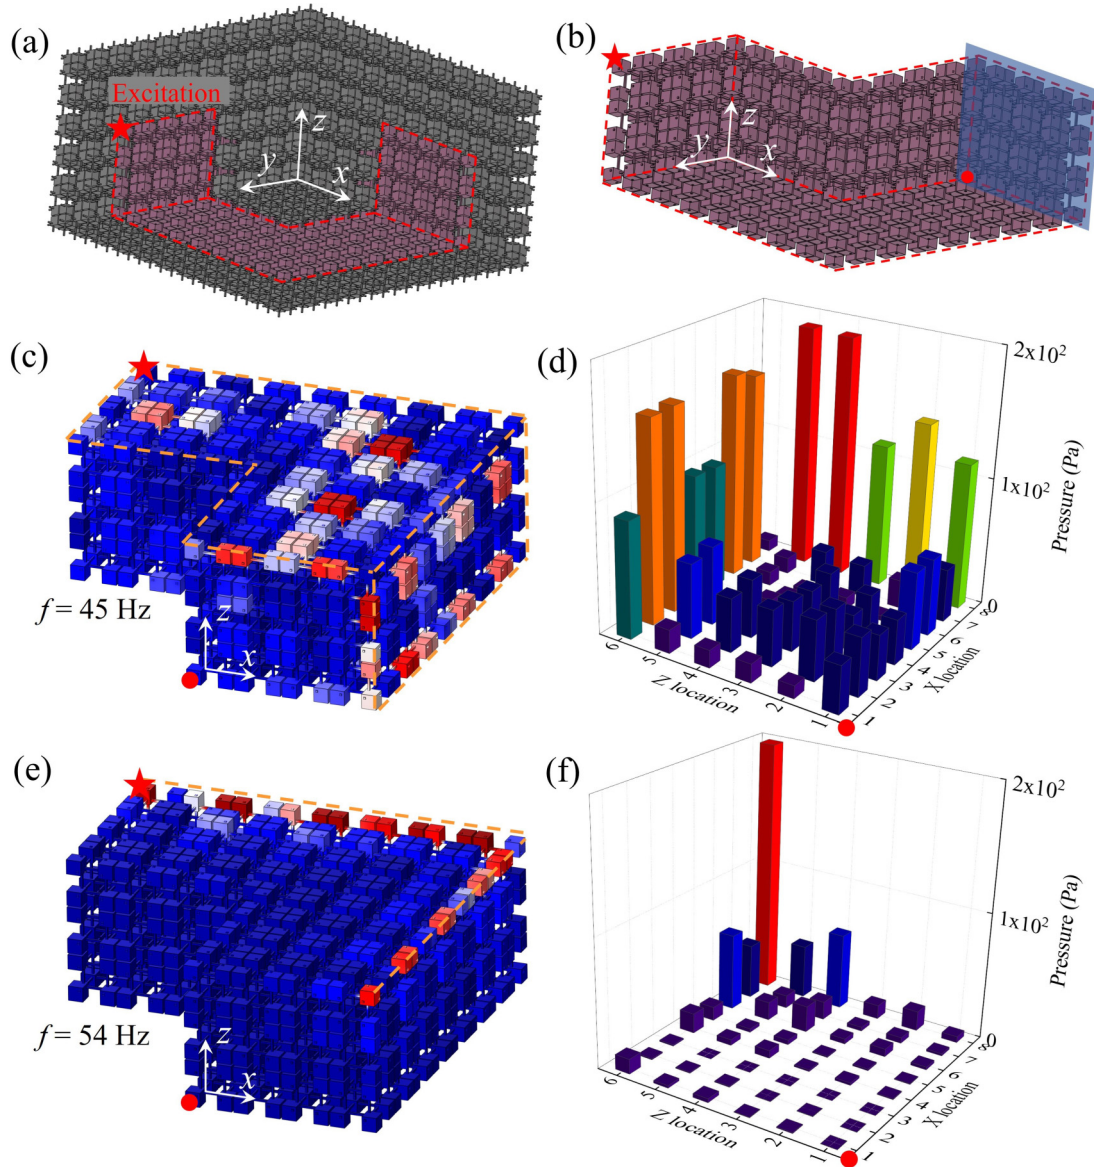 (a)
Excitation
z
y
x
(b)
z
y
x
(c)
f = 45 Hz
z
x
(d)
2x10²
1x10²
0
Pressure (Pa)
6
5
4
3
2
1
Z location
1
2
3
4
5
6
7
8
X location
(e)
f = 54 Hz
z
x
(f)
2x10²
1x10²
0
Pressure (Pa)
6
5
4
3
2
1
Z location
1
2
3
4
5
6
7
8
X location